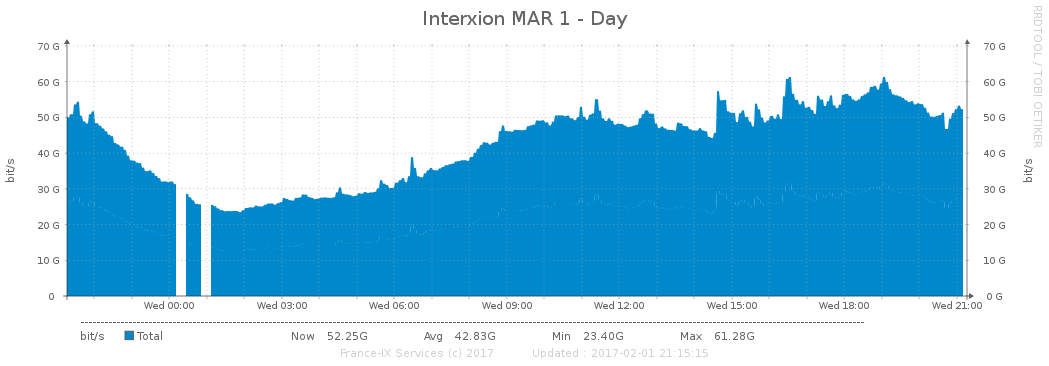 Interxion MAR 1 - Day
RRDTOOL / TOBI OETIKER
bit/s
70 G 70 G
60 G 60 G
50 G 50 G
40 G 40 G
30 G 30 G
20 G 20 G
10 G 10 G
0 0 G
bit/s
Wed 00:00 Wed 03:00 Wed 06:00 Wed 09:00 Wed 12:00 Wed 15:00 Wed 18:00 Wed 21:00
bit/s Total Now 52.25G Avg 42.83G Min 23.40G Max 61.28G
France-IX Services (c) 2017 Updated : 2017-02-01 21:15:15